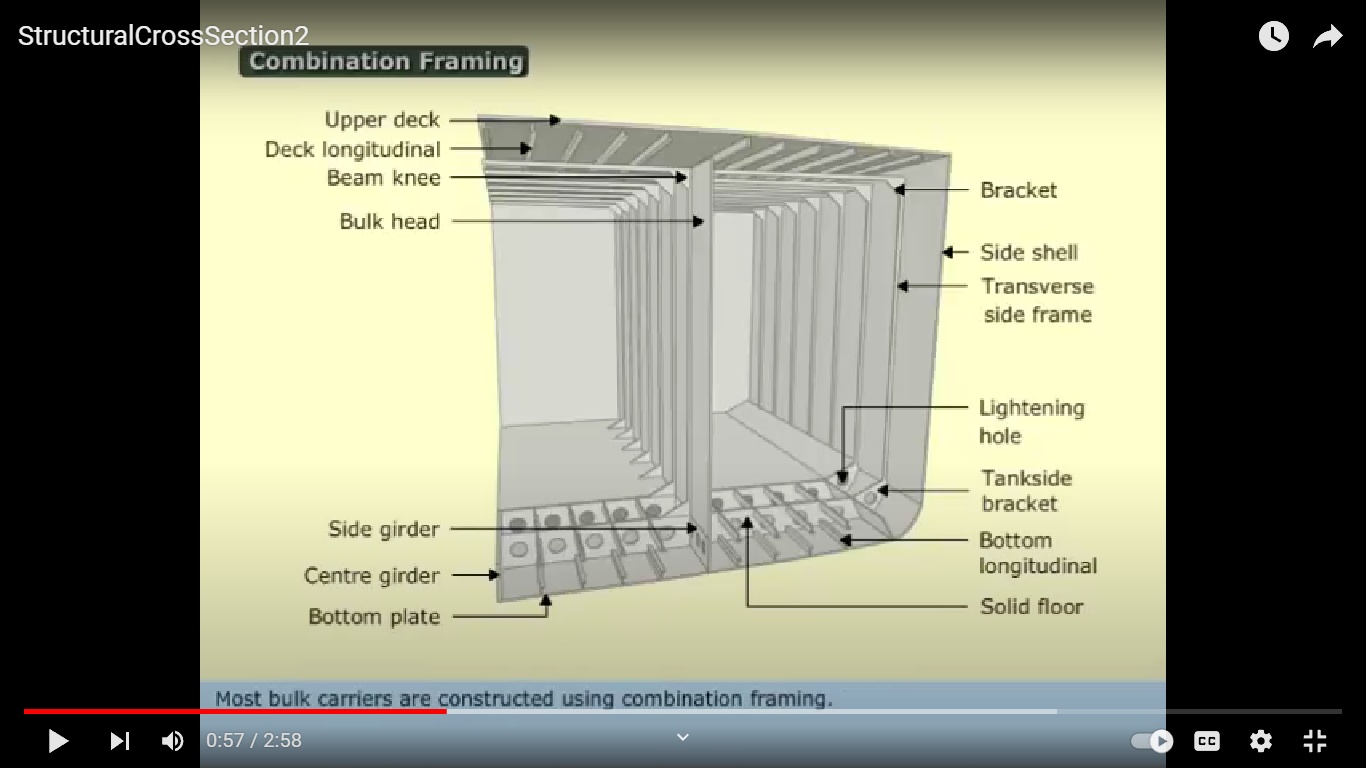 StructuralCrossSection2
Combination Framing
Upper deck
Deck longitudinal
Beam knee
Bulk head
Side girder
Centre girder
Bottom plate
Bracket
Side shell
Transverse
side frame
Lightening
hole
Tankside
bracket
Bottom
longitudinal
Solid floor
Most bulk carriers are constructed using combination framing.
0:57 / 2:58
CC